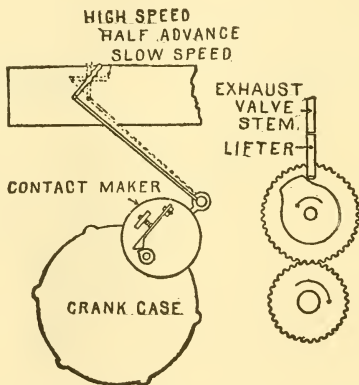 HIGH SPEED
HALF ADVANCE
SLOW SPEED
EXHAUST
VALVE
STEM.
LIFTER
CONTACT MAKER
CRANK CASE